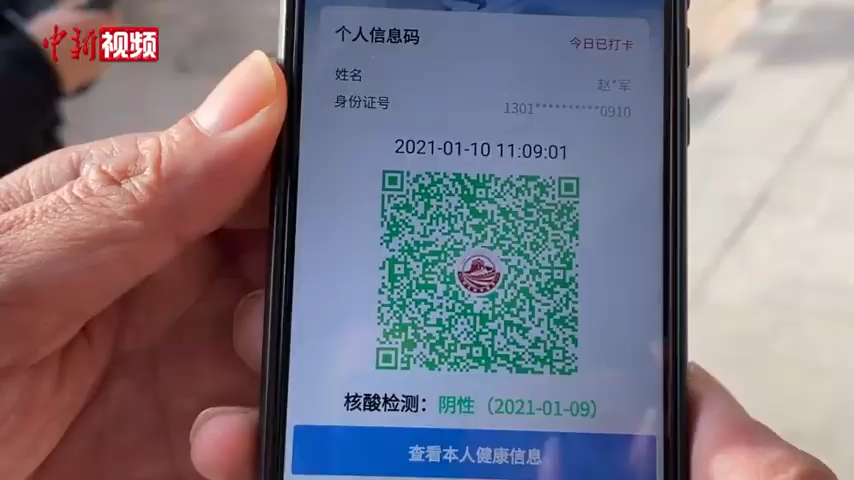 中新视频
个人信息码
今日已打卡
姓名
赵*军
身份证号
1301**********0910
2021-01-10 11:09:01
核酸检测：阴性（2021-01-09）
查看本人健康信息